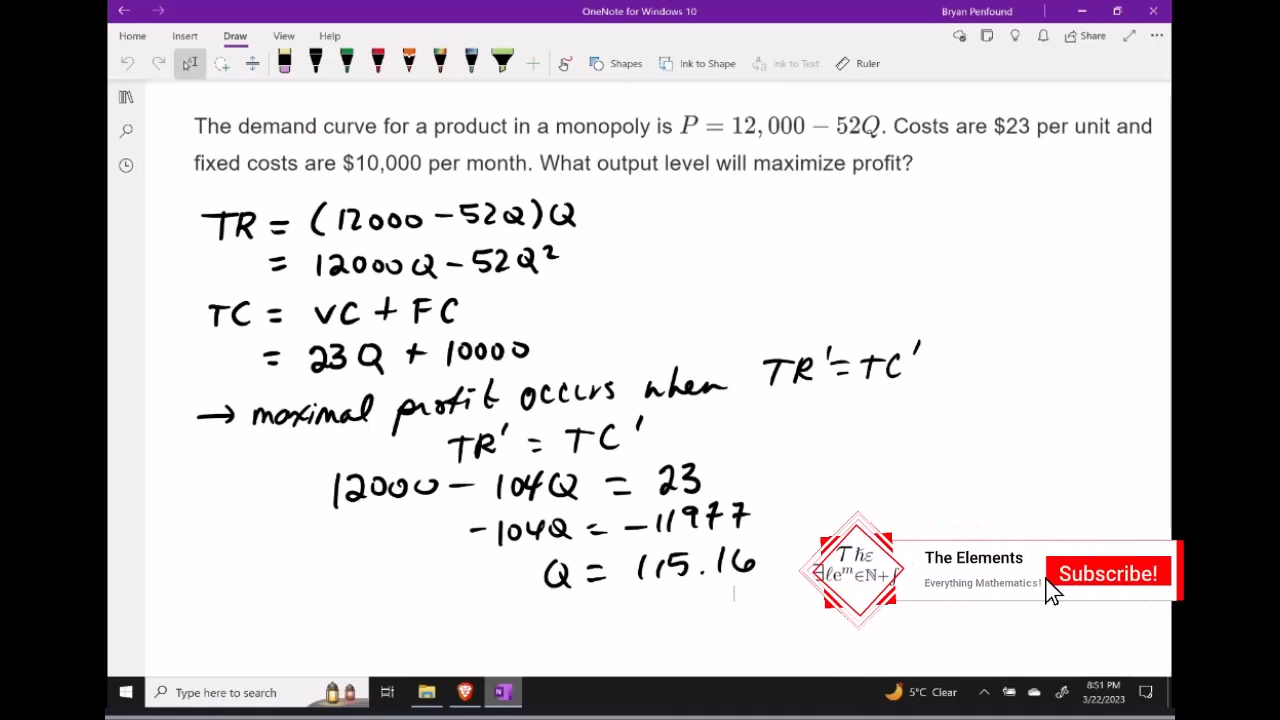 OneNote for Windows 10
Bryan Penfound
Home Insert Draw View Help
Share
Shapes Ink to Shape Ink to Text Ruler
The demand curve for a product in a monopoly is P = 12,000 − 52Q. Costs are $23 per unit and
fixed costs are $10,000 per month. What output level will maximize profit?
TR = (12000 - 52Q)Q
= 12000Q - 52Q²
TC = VC + FC
= 23Q + 10000
→ maximal profit occurs when TR' = TC'
TR' = TC'
12000 - 104Q = 23
-104Q = -11977
Q = 115.16
The Elements
Everything Mathematics!
Subscribe!
Type here to search
5°C Clear
8:51 PM
3/22/2023